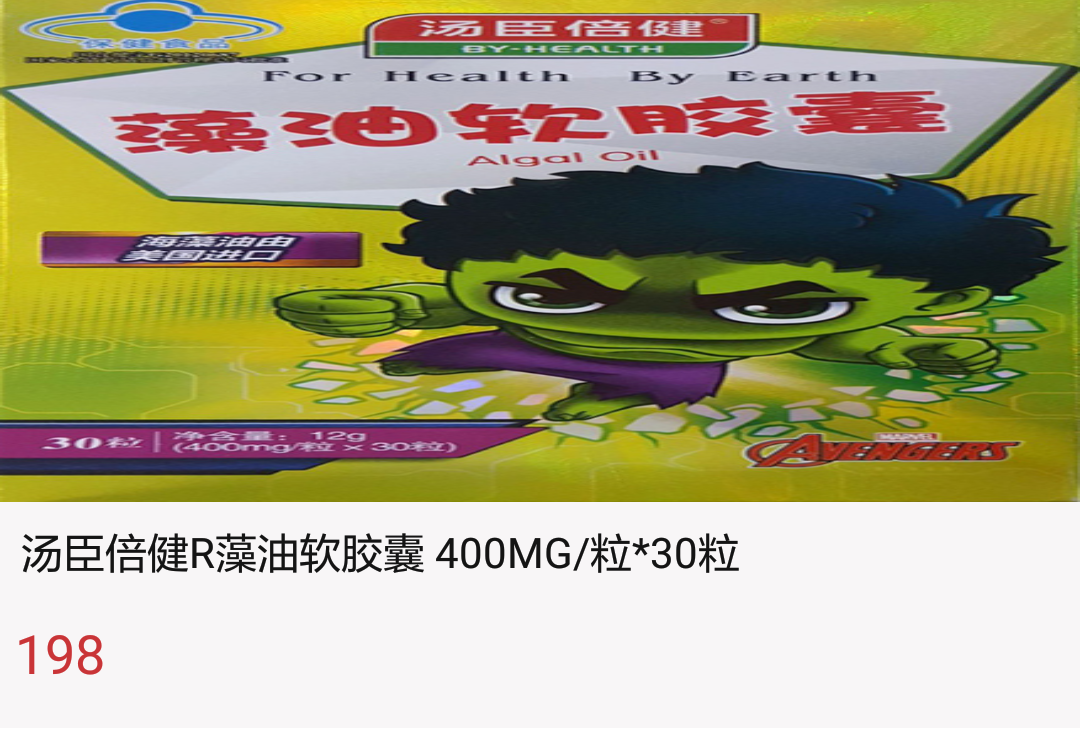 汤臣倍健®
BY-HEALTH
保健食品
For Health By Earth
藻油软胶囊
Algal Oil
海藻油由
美国进口
30粒
净含量：12g
(400mg/粒×30粒)
MARVEL
AVENGERS
汤臣倍健R藻油软胶囊 400MG/粒*30粒
198